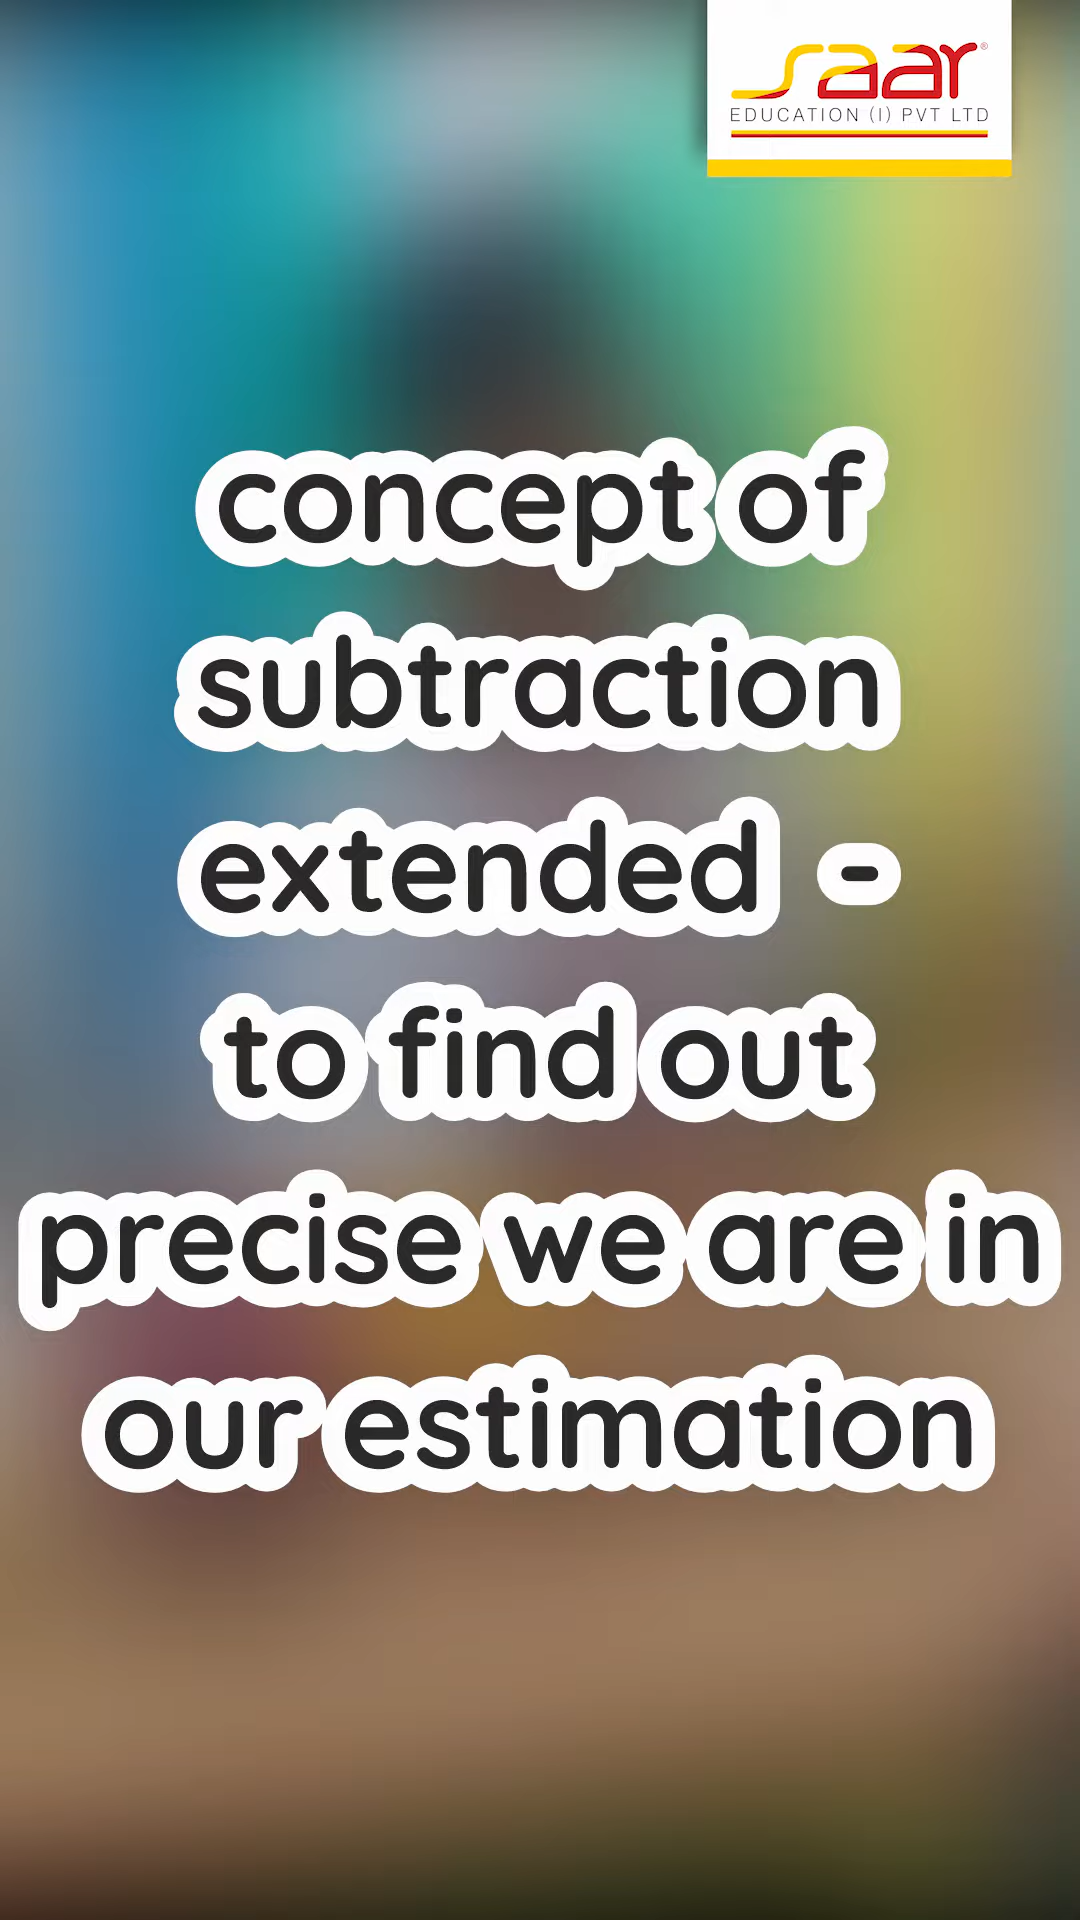 saar®
EDUCATION (I) PVT LTD
concept of
subtraction
extended -
to find out
precise we are in
our estimation